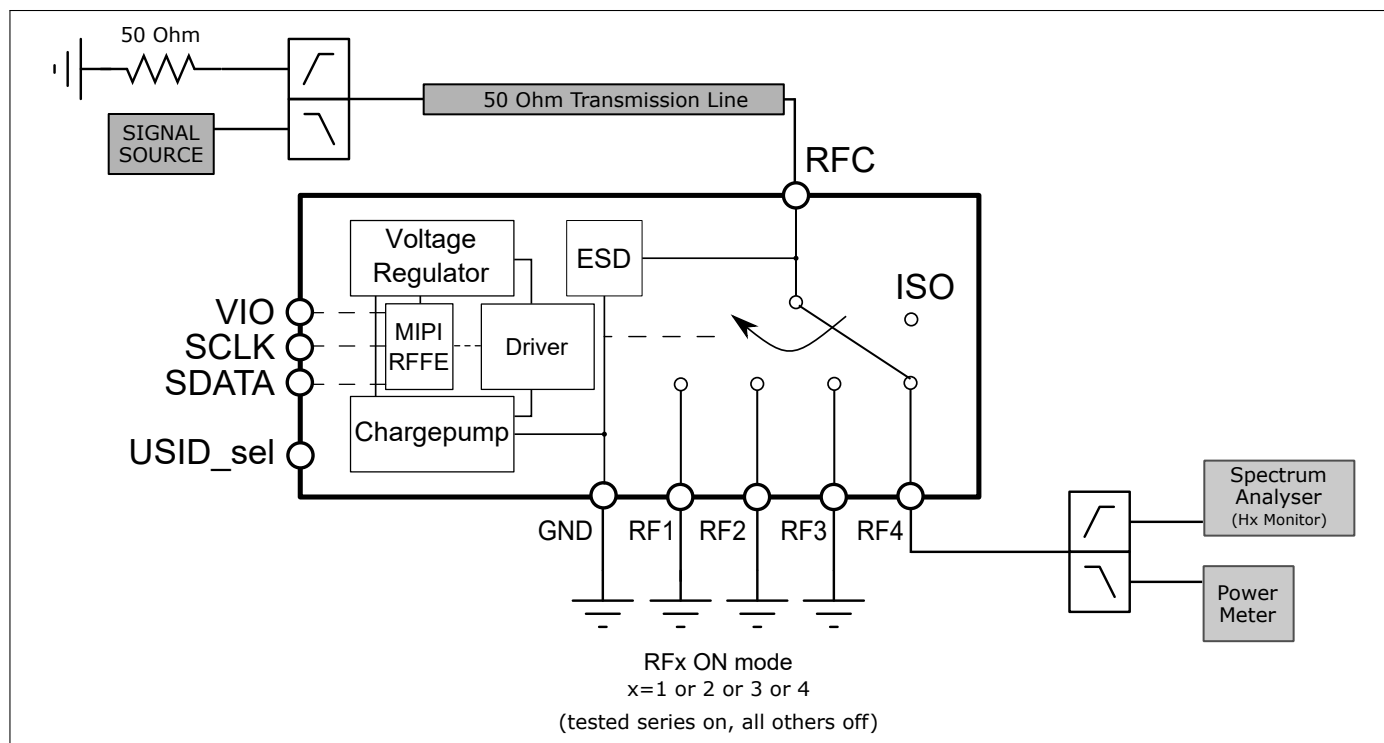 50 Ohm
SIGNAL
SOURCE
50 Ohm Transmission Line
RFC
Voltage
Regulator
ESD
ISO
VIO
SCLK
SDATA
USID_sel
MIPI
RFFE
Driver
Chargepump
GND
RF1
RF2
RF3
RF4
Spectrum
Analyser
(Hx Monitor)
Power
Meter
RFx ON mode
x=1 or 2 or 3 or 4
(tested series on, all others off)